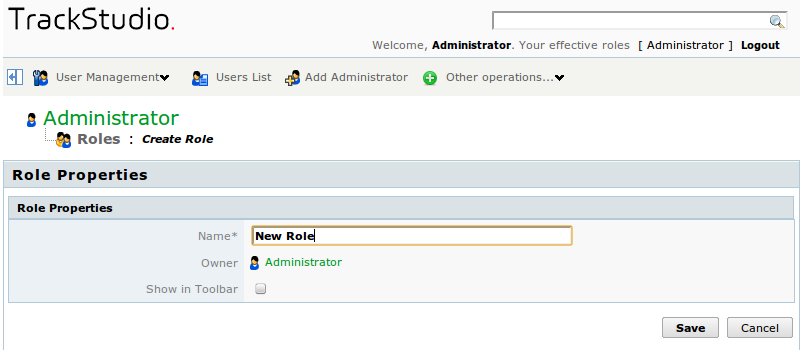 TrackStudio.
Welcome, Administrator. Your effective roles [ Administrator ] Logout
User Management Users List Add Administrator Other operations...
Administrator
Roles : Create Role
Role Properties
Role Properties
Name* New Role
Owner Administrator
Show in Toolbar
Save Cancel